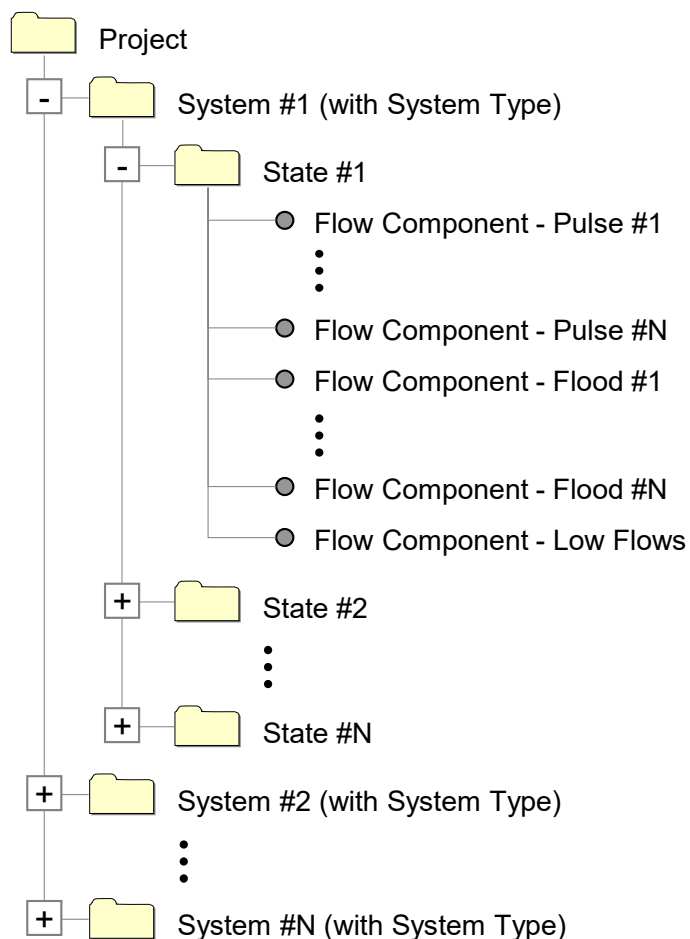 Project
- System #1 (with System Type)
- State #1
Flow Component - Pulse #1
Flow Component - Pulse #N
Flow Component - Flood #1
Flow Component - Flood #N
Flow Component - Low Flows
+ State #2
+ State #N
+ System #2 (with System Type)
+ System #N (with System Type)